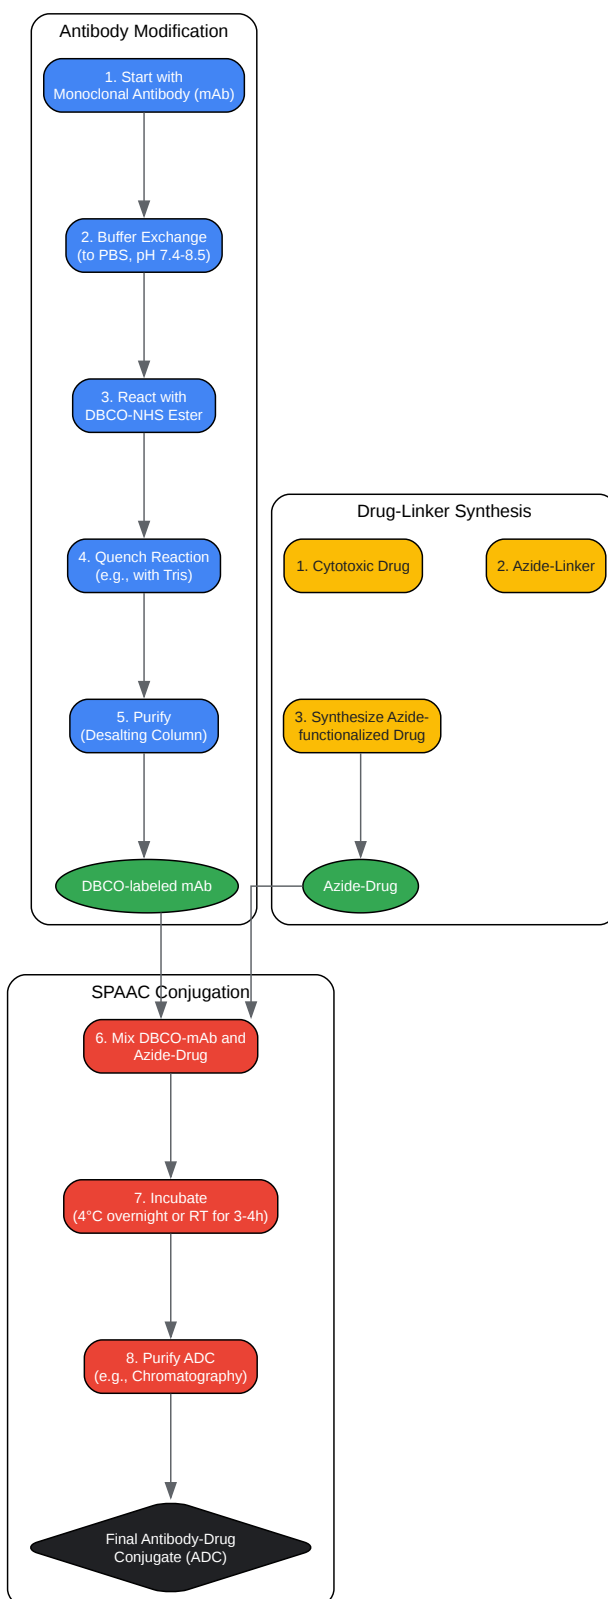 Antibody Modification
1. Start with
Monoclonal Antibody (mAb)
2. Buffer Exchange
(to PBS, pH 7.4-8.5)
3. React with
DBCO-NHS Ester
4. Quench Reaction
(e.g., with Tris)
5. Purify
(Desalting Column)
DBCO-labeled mAb
Drug-Linker Synthesis
1. Cytotoxic Drug
2. Azide-Linker
3. Synthesize Azide-
functionalized Drug
Azide-Drug
SPAAC Conjugation
6. Mix DBCO-mAb and
Azide-Drug
7. Incubate
(4°C overnight or RT for 3-4h)
8. Purify ADC
(e.g., Chromatography)
Final Antibody-Drug
Conjugate (ADC)